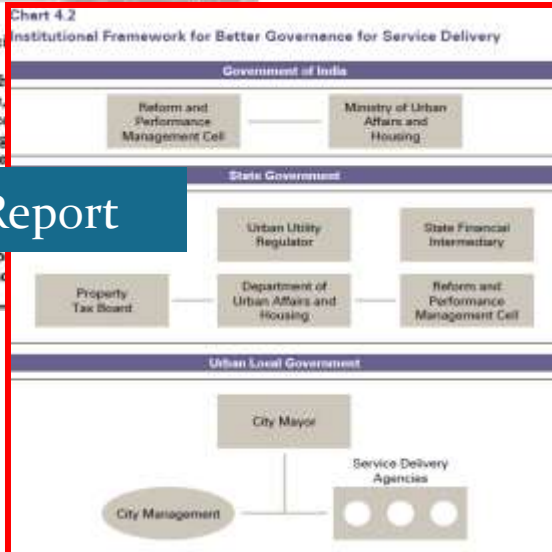 Chart 4.2
Institutional Framework for Better Governance for Service Delivery
Government of India
Reform and
Performance
Management Cell
Ministry of Urban
Affairs and
Housing
State Government
Report
Urban Utility
Regulator
State Financial
Intermediary
Property
Tax Board
Department of
Urban Affairs and
Housing
Reform and
Performance
Management Cell
Urban Local Government
City Mayor
Service Delivery
Agencies
City Management